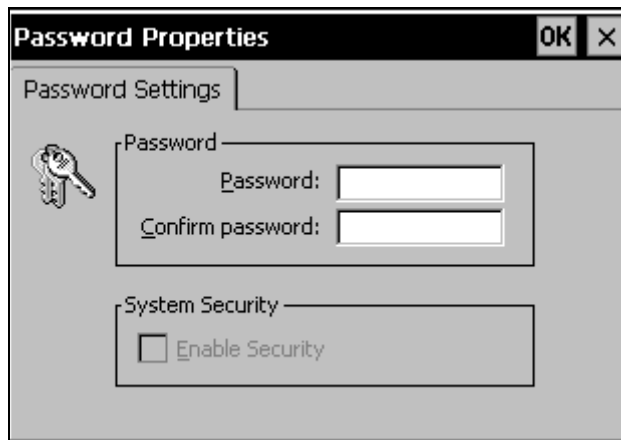 Password Properties OK ×
Password Settings
Password
Password:
Confirm password:
System Security
Enable Security